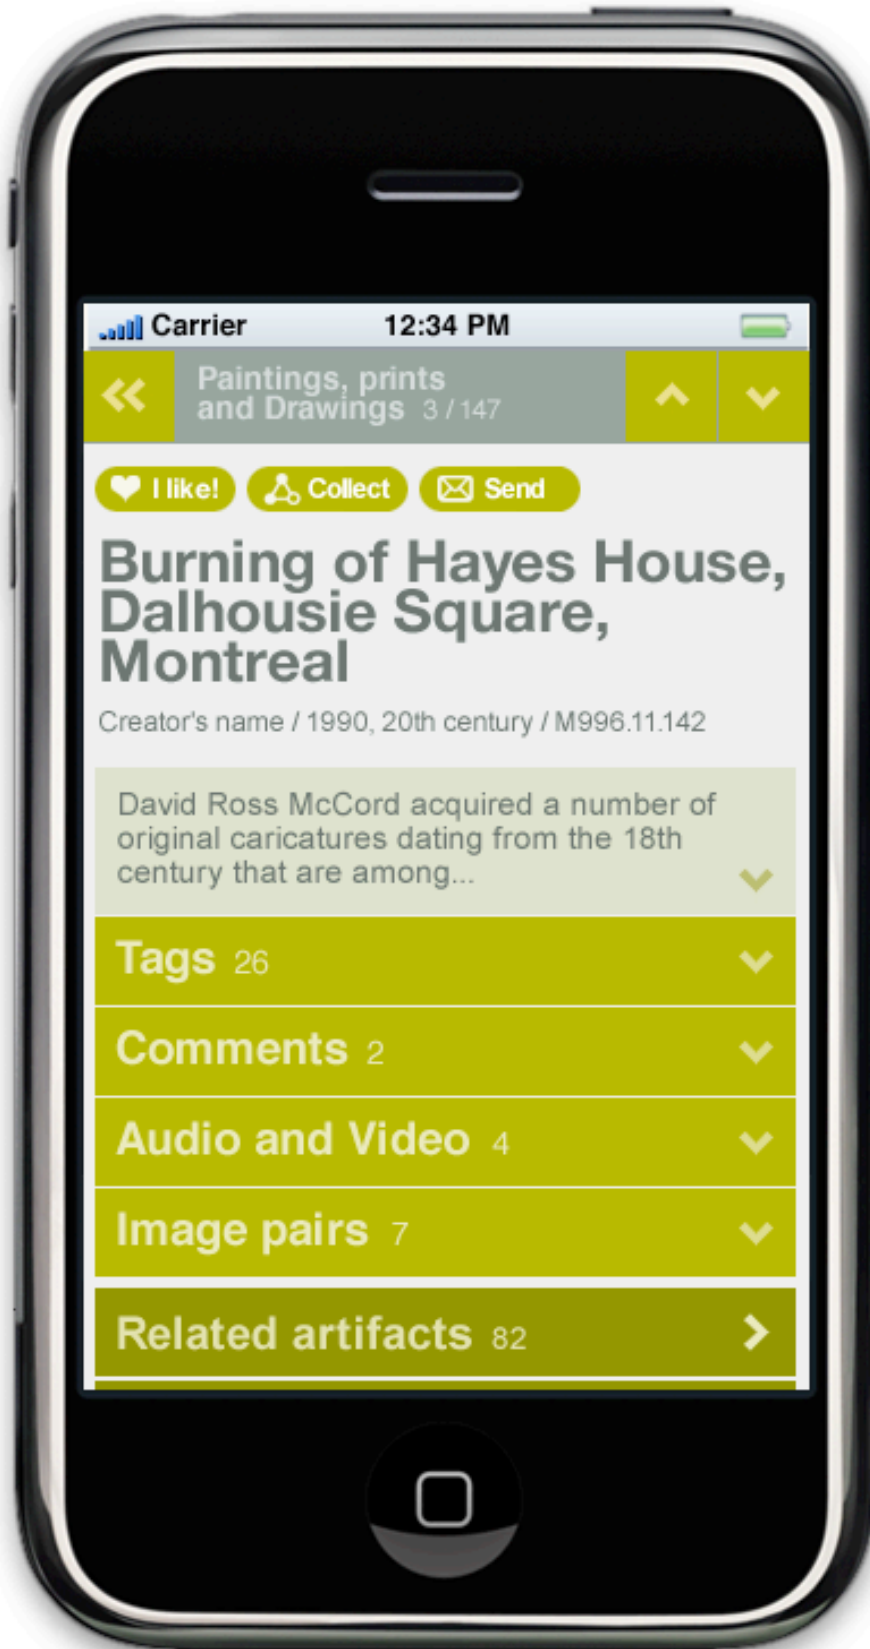 Carrier 12:34 PM
Paintings, prints
and Drawings 3 / 147
I like! Collect Send
Burning of Hayes House,
Dalhousie Square,
Montreal
Creator's name / 1990, 20th century / M996.11.142
David Ross McCord acquired a number of
original caricatures dating from the 18th
century that are among...
Tags 26
Comments 2
Audio and Video 4
Image pairs 7
Related artifacts 82